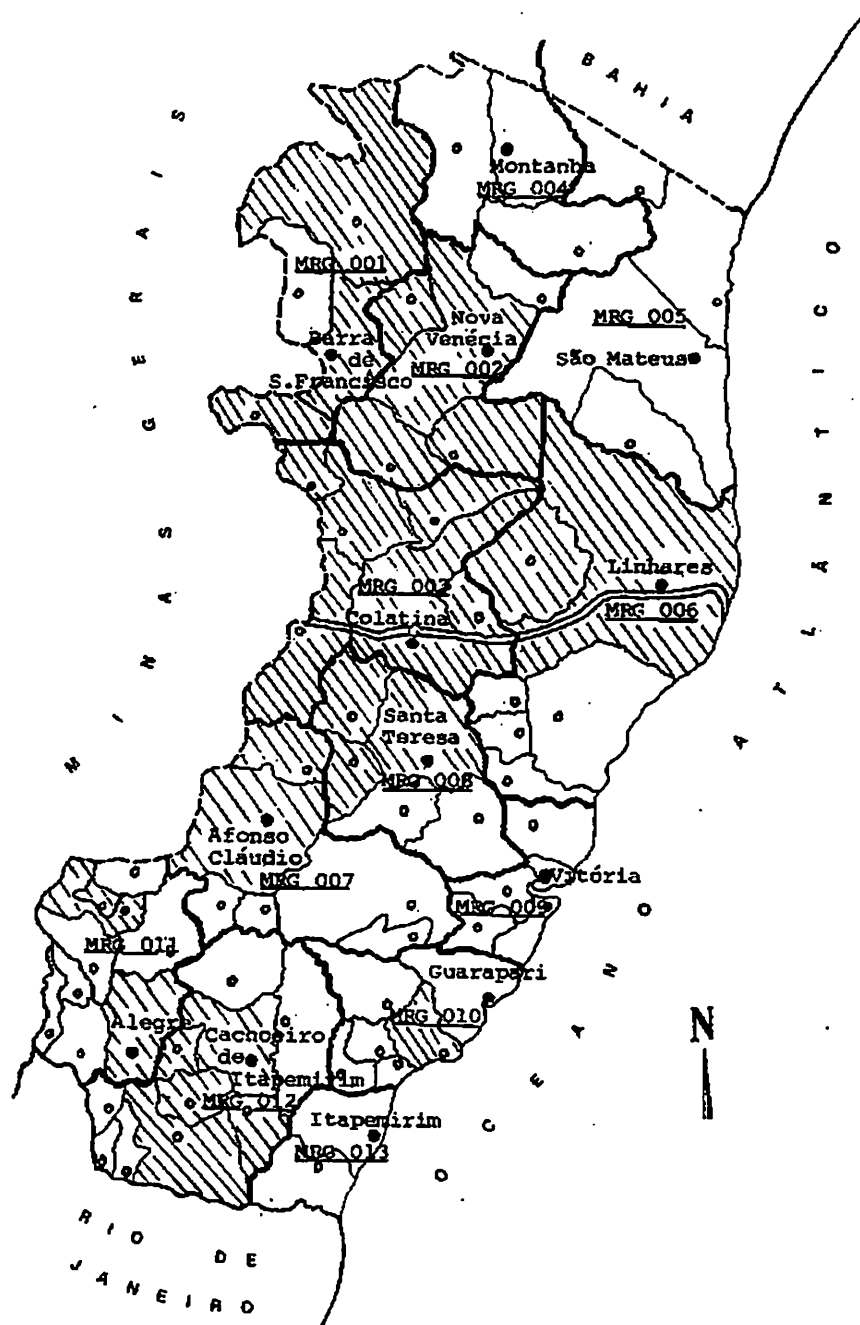 BAHIA
MINAS GERAIS
OCEANO ATLÂNTICO
Montanha
MRG 004
MRG 001
MRG 005
Nova
Venécia
MRG 002
São Mateus
Barra
de
S.Francisco
Linhares
MRG 003
MRG 006
Colatina
Santa
Teresa
MRG 008
Afonso
Cláudio
MRG 007
Vitória
MRG 009
MRG 011
Guarapari
MRG 010
Alegre
Cachoeiro
de
Itapemirim
MRG 012
Itapemirim
MRG 013
N
RIO DE
JANEIRO